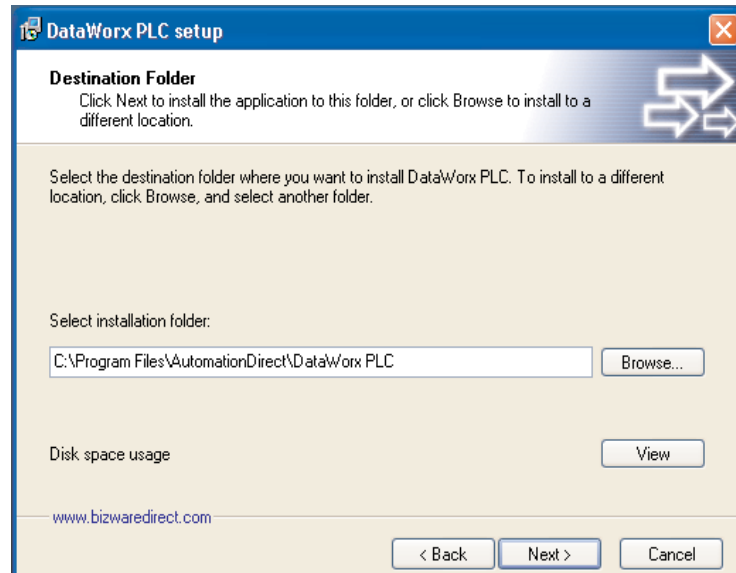 DataWorx PLC setup
Destination Folder
Click Next to install the application to this folder, or click Browse to install to a
different location.
Select the destination folder where you want to install DataWorx PLC. To install to a different
location, click Browse, and select another folder.
Select installation folder:
C:\Program Files\AutomationDirect\DataWorx PLC
Browse...
Disk space usage
View
www.bizwaredirect.com
< Back
Next >
Cancel